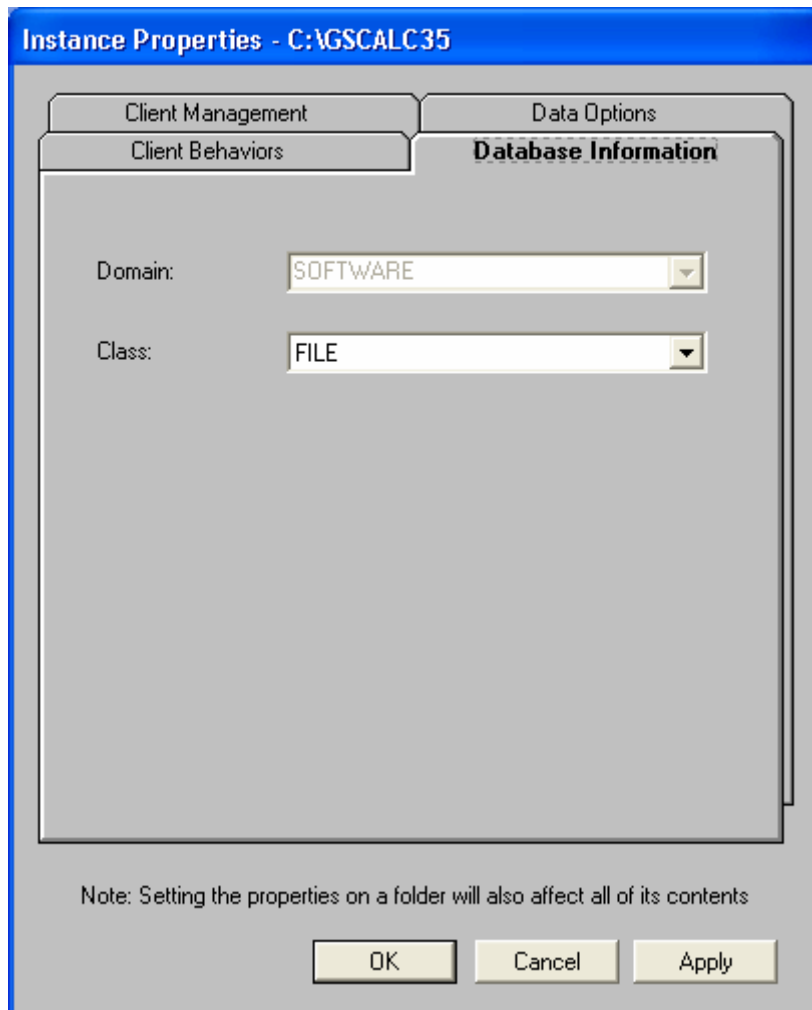 Instance Properties - C:\GSCALC35
Client Management Data Options
Client Behaviors Database Information
Domain: SOFTWARE
Class: FILE
Note: Setting the properties on a folder will also affect all of its contents
OK Cancel Apply